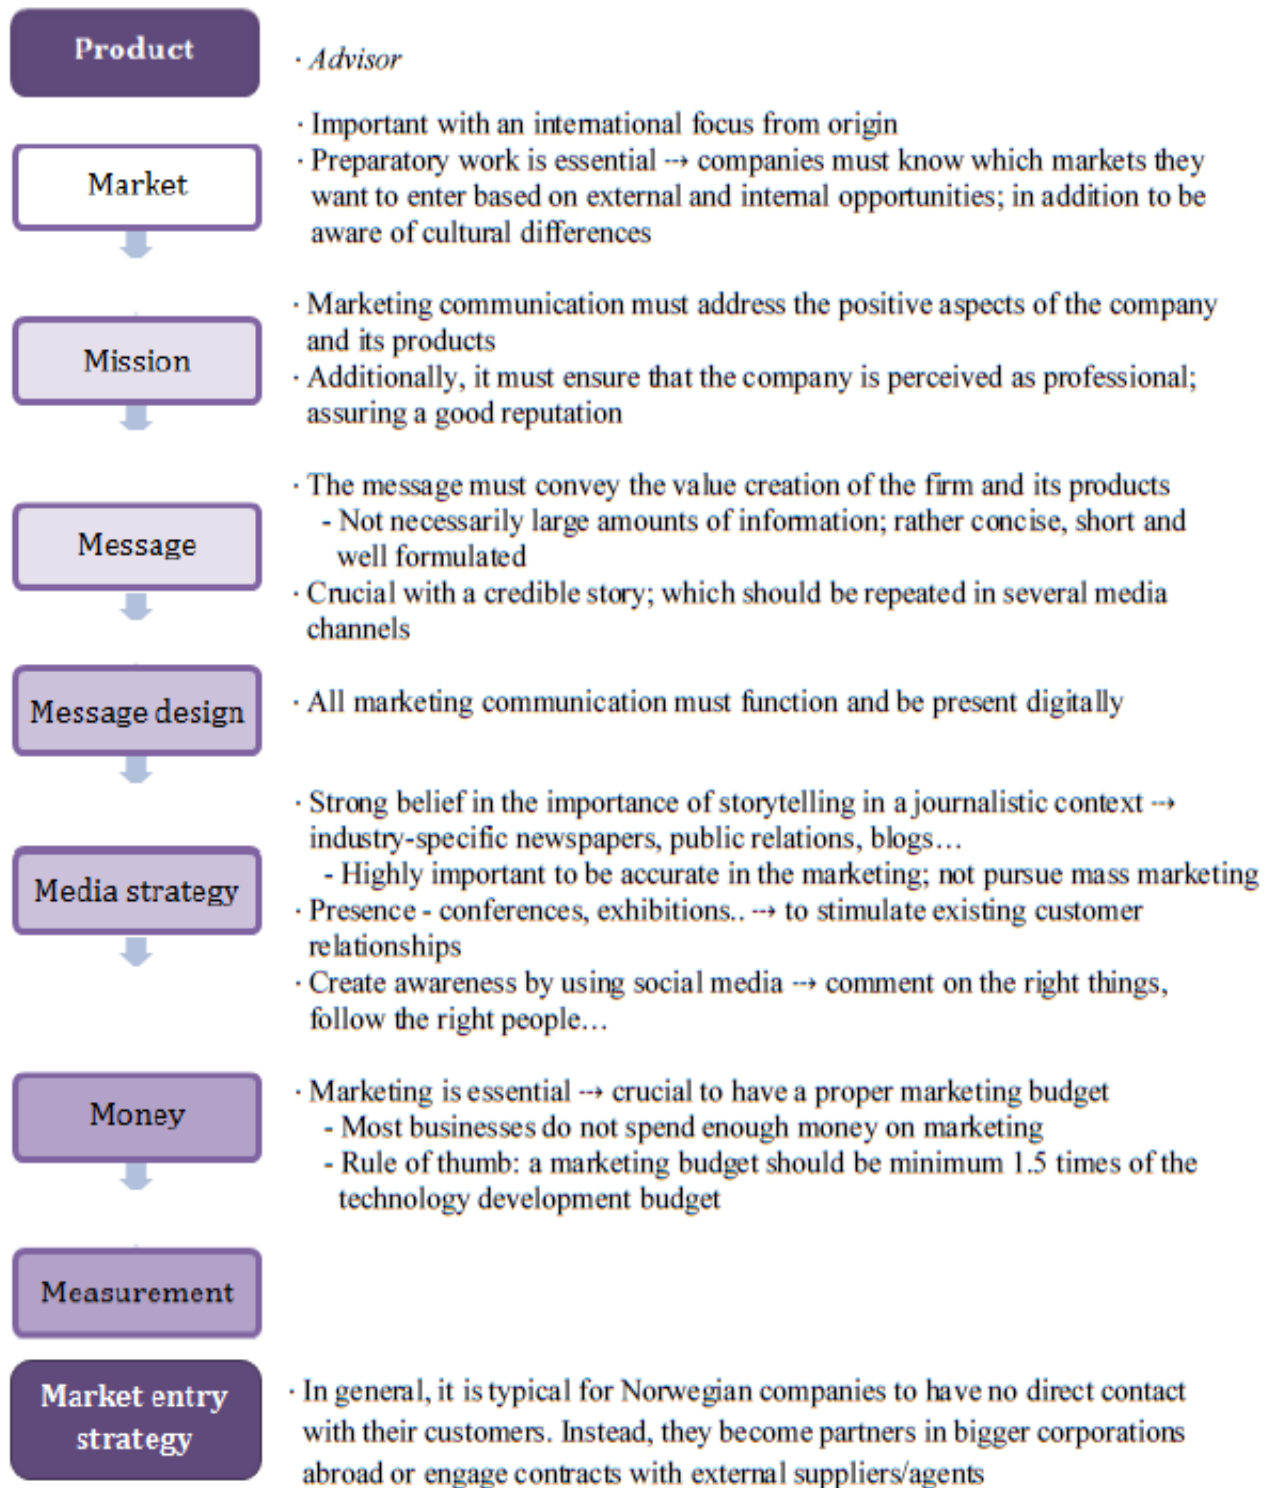 Product
· Advisor
Market
· Important with an international focus from origin
· Preparatory work is essential --> companies must know which markets they
want to enter based on external and internal opportunities; in addition to be
aware of cultural differences
Mission
· Marketing communication must address the positive aspects of the company
and its products
· Additionally, it must ensure that the company is perceived as professional;
assuring a good reputation
Message
· The message must convey the value creation of the firm and its products
- Not necessarily large amounts of information; rather concise, short and
well formulated
· Crucial with a credible story; which should be repeated in several media
channels
Message design
· All marketing communication must function and be present digitally
Media strategy
· Strong belief in the importance of storytelling in a journalistic context -->
industry-specific newspapers, public relations, blogs…
- Highly important to be accurate in the marketing; not pursue mass marketing
· Presence - conferences, exhibitions.. --> to stimulate existing customer
relationships
· Create awareness by using social media --> comment on the right things,
follow the right people…
Money
· Marketing is essential --> crucial to have a proper marketing budget
- Most businesses do not spend enough money on marketing
- Rule of thumb: a marketing budget should be minimum 1.5 times of the
technology development budget
Measurement
Market entry
strategy
· In general, it is typical for Norwegian companies to have no direct contact
with their customers. Instead, they become partners in bigger corporations
abroad or engage contracts with external suppliers/agents